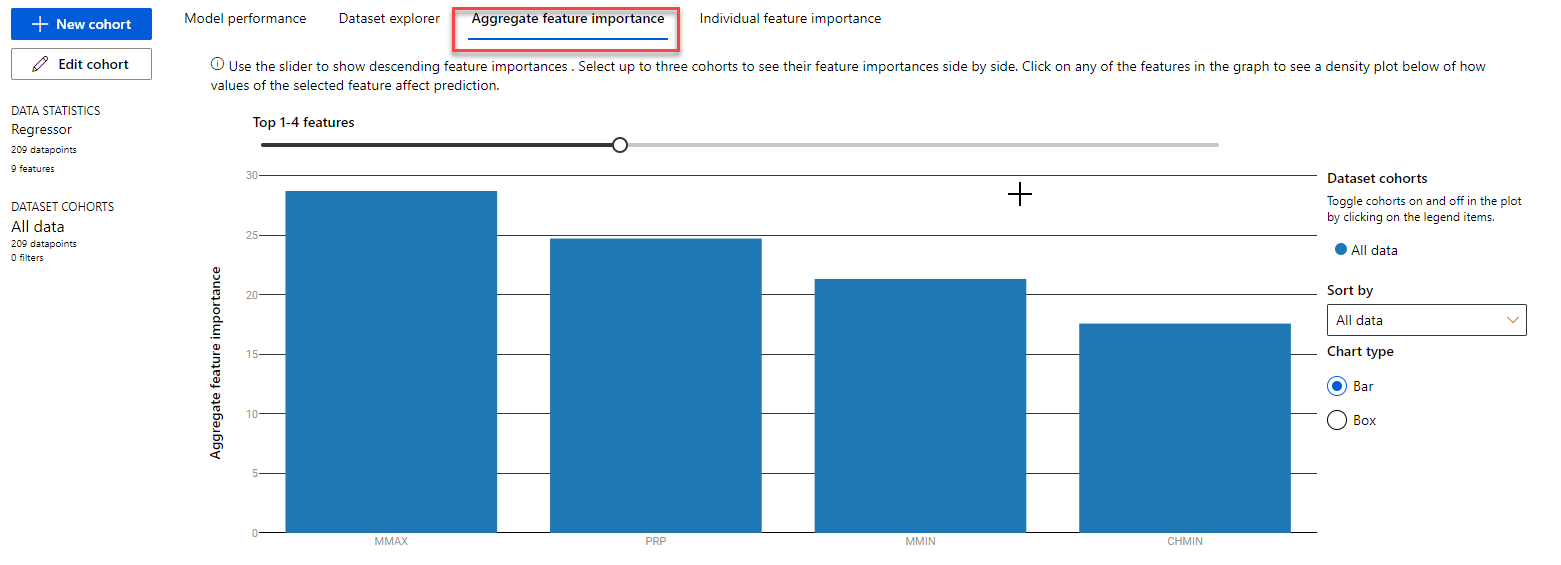 New cohort
Edit cohort
DATA STATISTICS
Regressor
209 datapoints
9 features
DATASET COHORTS
All data
209 datapoints
0 filters
Model performance
Dataset explorer
Aggregate feature importance
Individual feature importance
Use the slider to show descending feature importances . Select up to three cohorts to see their feature importances side by side. Click on any of the features in the graph to see a density plot below of how
values of the selected feature affect prediction.
Top 1-4 features
Aggregate feature importance
30
25
20
15
10
5
0
MMAX
PRP
MMIN
CHMIN
Dataset cohorts
Toggle cohorts on and off in the plot
by clicking on the legend items.
All data
Sort by
All data
Chart type
Bar
Box